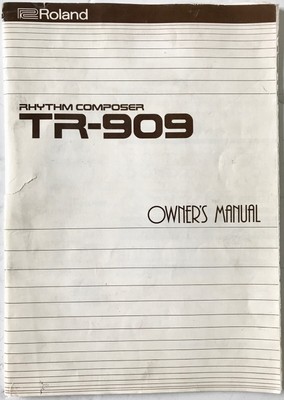 Roland
RHYTHM COMPOSER
TR-909
OWNER'S MANUAL